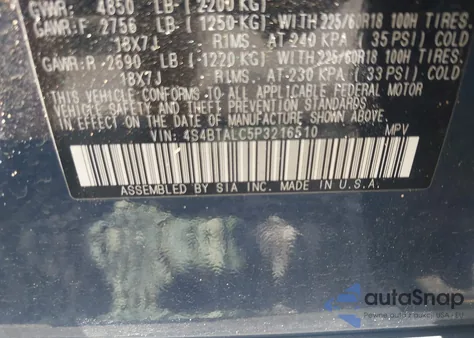 GVWR: 4850 LB (2200 KG)
GAWR:F 2756 LB (1250 KG) WITH 225/60R18 100H TIRES
18X7J RIMS. AT 240 KPA (35 PSI) COLD
GAWR:R 2690 LB. (1220 KG) WITH 225/60R18 100H TIRES
18X7J RIMS. AT 230 KPA (33 PSI) COLD
THIS VEHICLE CONFORMS TO ALL APPLICABLE FEDERAL MOTOR
VEHICLE SAFETY AND THEFT PREVENTION STANDARDS
IN EFFECT ON THE DATE OF MANUFACTURE SHOWN ABOVE.
VIN: 4S4BTALC5P3216510 MPV
ASSEMBLED BY SIA INC. MADE IN U.S.A.
autoSnap
Pewne auto z